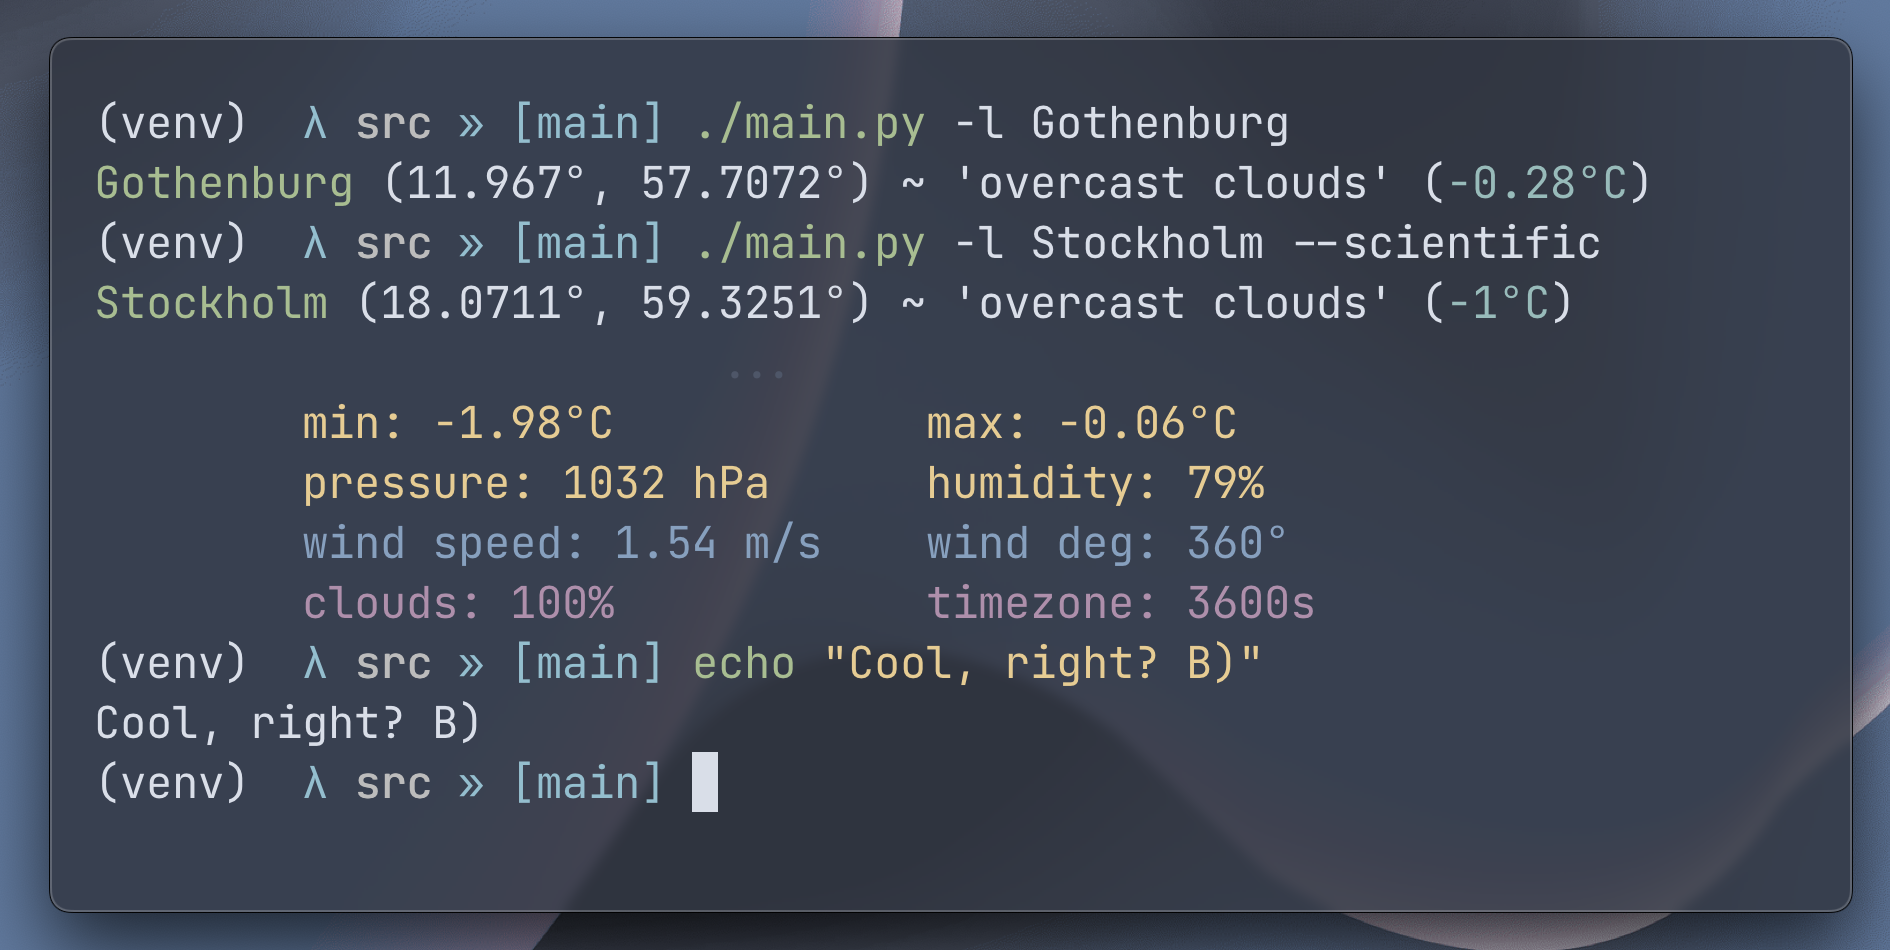 (venv)  λ src » [main] ./main.py -l Gothenburg
Gothenburg (11.967°, 57.7072°) ~ 'overcast clouds' (-0.28°C)
(venv)  λ src » [main] ./main.py -l Stockholm --scientific
Stockholm (18.0711°, 59.3251°) ~ 'overcast clouds' (-1°C)
...
min: -1.98°C            max: -0.06°C
pressure: 1032 hPa      humidity: 79%
wind speed: 1.54 m/s    wind deg: 360°
clouds: 100%            timezone: 3600s
(venv)  λ src » [main] echo "Cool, right? B)"
Cool, right? B)
(venv)  λ src » [main]